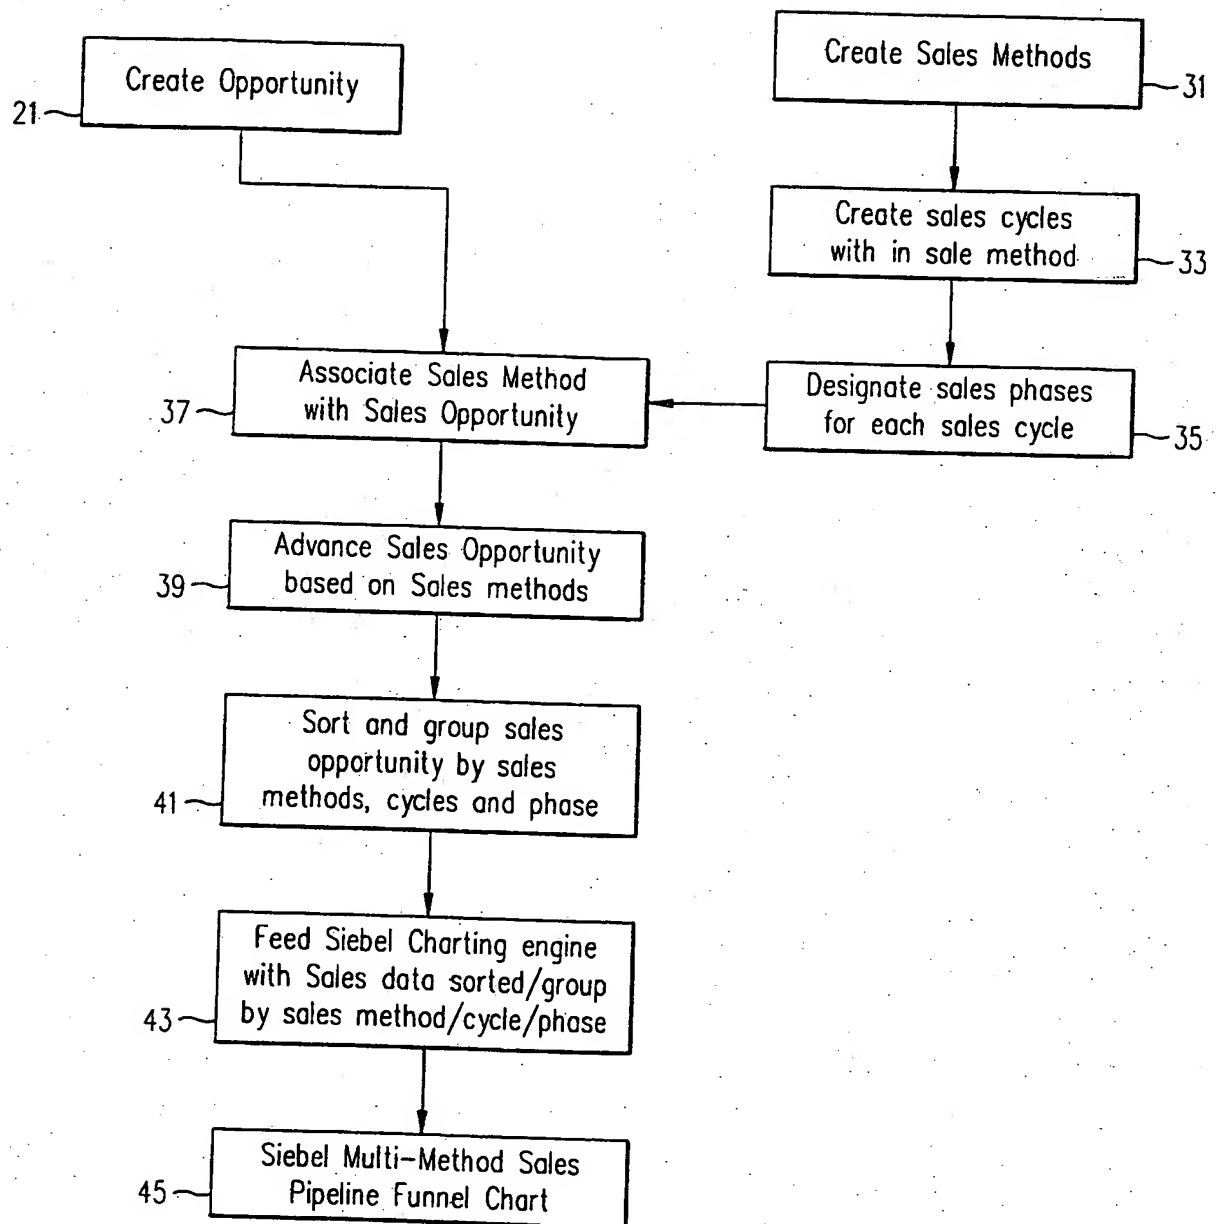 Create Opportunity
21
Create Sales Methods
31
Create sales cycles
with in sale method
33
Designate sales phases
for each sales cycle
35
Associate Sales Method
with Sales Opportunity
37
Advance Sales Opportunity
based on Sales methods
39
Sort and group sales
opportunity by sales
methods, cycles and phase
41
Feed Siebel Charting engine
with Sales data sorted/group
by sales method/cycle/phase
43
Siebel Multi-Method Sales
Pipeline Funnel Chart
45